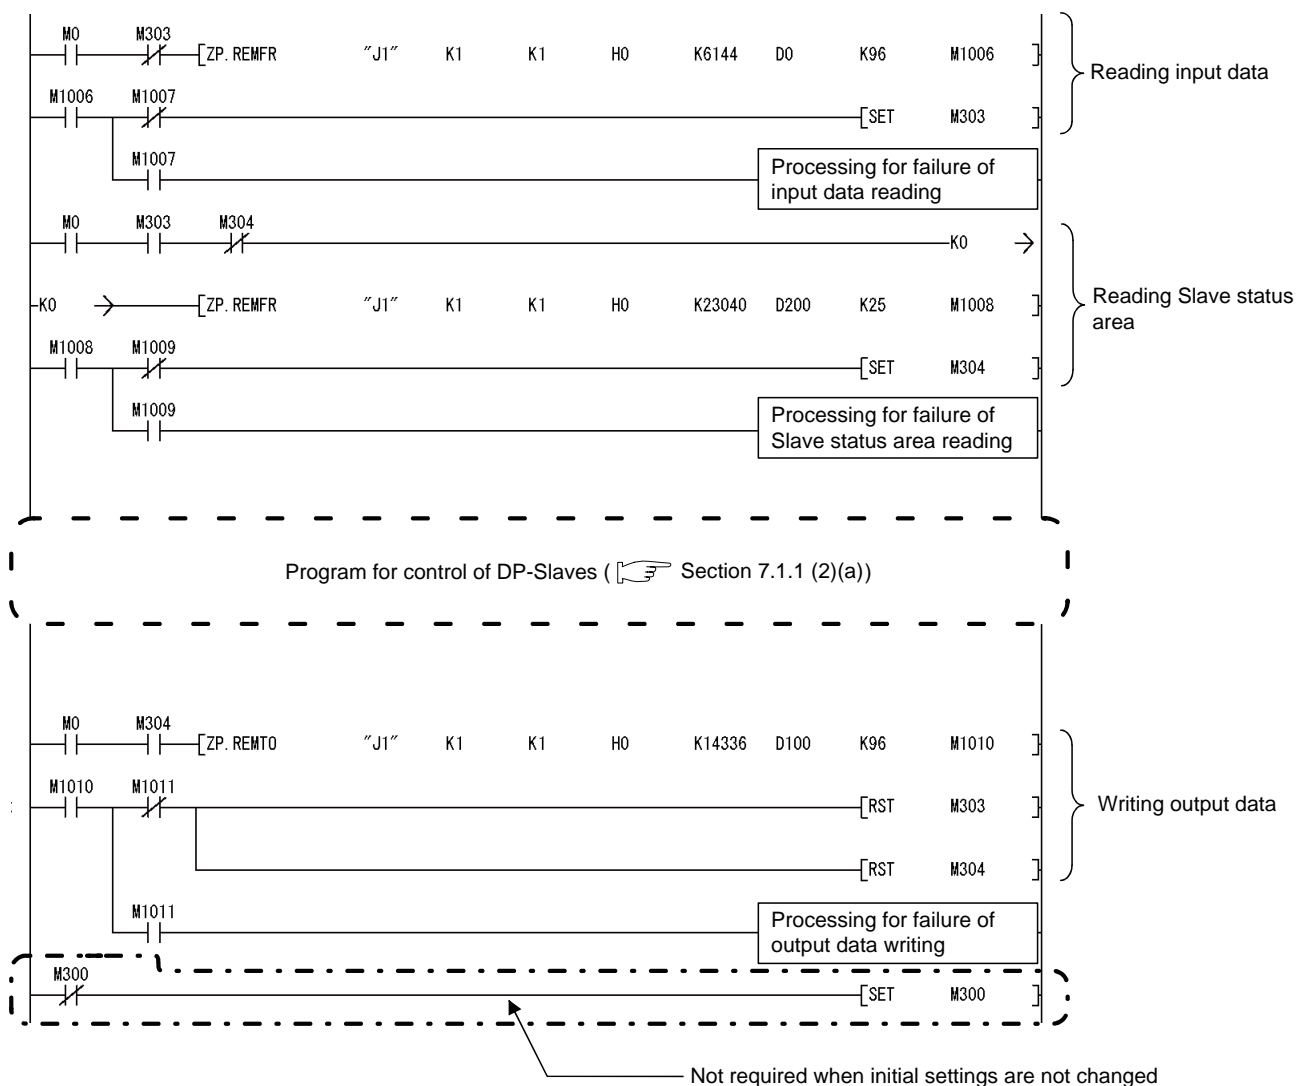 M0 M303
[ZP.REMFR "J1" K1 K1 H0 K6144 D0 K96 M1006 ]
Reading input data
M1006 M1007
[SET M303 ]
M1007
Processing for failure of
input data reading
M0 M303 M304
K0
K0 [ZP.REMFR "J1" K1 K1 H0 K23040 D200 K25 M1008 ]
Reading Slave status
area
M1008 M1009
[SET M304 ]
M1009
Processing for failure of
Slave status area reading
Program for control of DP-Slaves ( Section 7.1.1 (2)(a))
M0 M304
[ZP.REMTO "J1" K1 K1 H0 K14336 D100 K96 M1010 ]
M1010 M1011
[RST M303 ]
Writing output data
[RST M304 ]
M1011
Processing for failure of
output data writing
M300
[SET M300 ]
Not required when initial settings are not changed